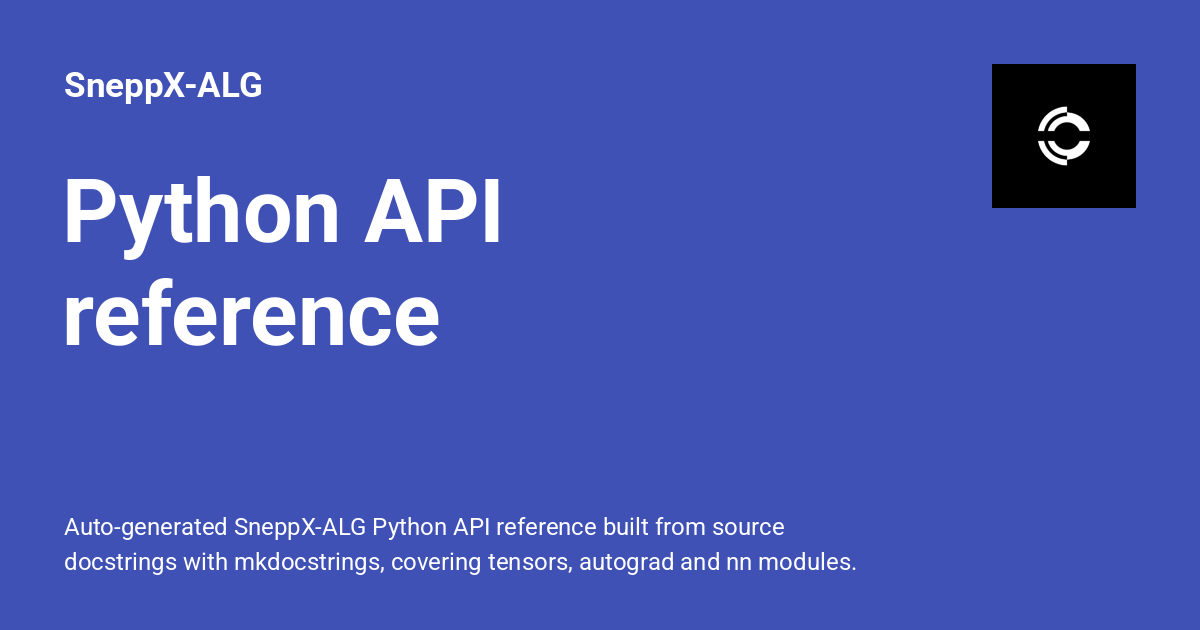 SneppX-ALG
Python API
reference
Auto-generated SneppX-ALG Python API reference built from source
docstrings with mkdocstrings, covering tensors, autograd and nn modules.